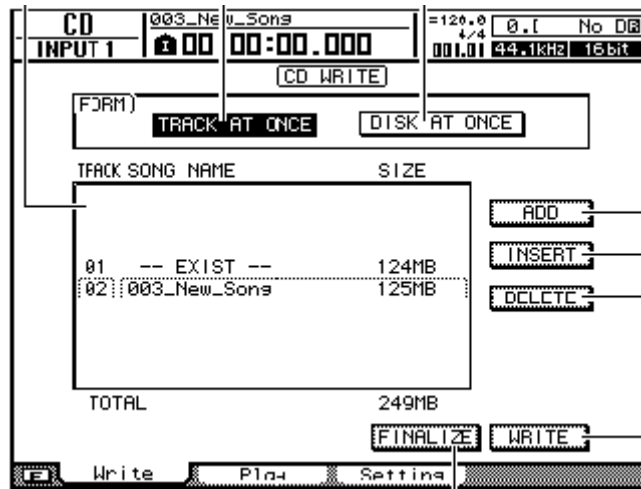 CD 003_New_Song =120.0 0.[ No DR
INPUT 1 00 00:00.000 4/4 001.01 44.1kHz 16bit
CD WRITE
FORM
TRACK AT ONCE DISK AT ONCE
TRACK SONG NAME SIZE
ADD
INSERT
01 -- EXIST -- 124MB
02 003_New_Song 125MB
DELETE
TOTAL 249MB
FINALIZE WRITE
F Write Play Setting